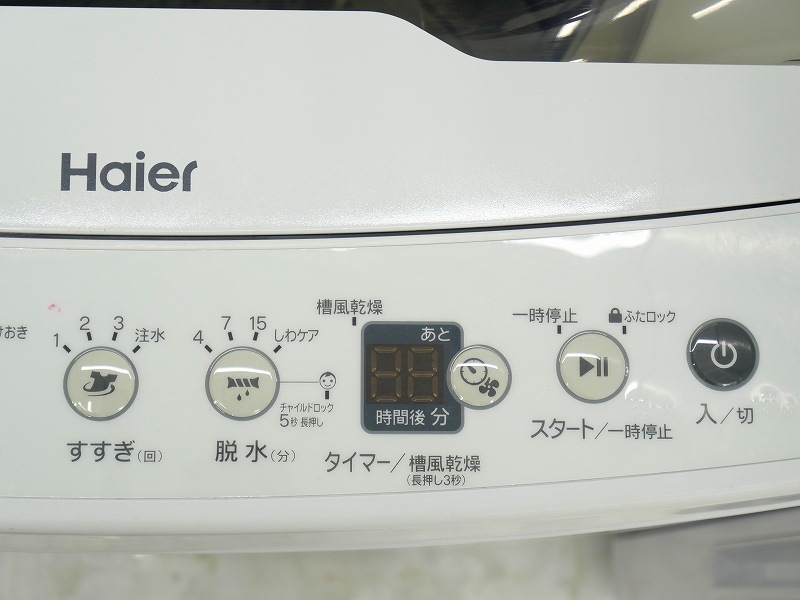 Haier
けおき
1 2 3 注水
すすぎ(回)
4 7 15 しわケア
チャイルドロック
5秒 長押し
脱水(分)
槽風乾燥
あと
88
時間後 分
タイマー/槽風乾燥
(長押し3秒)
一時停止
ふたロック
スタート/一時停止
入/切